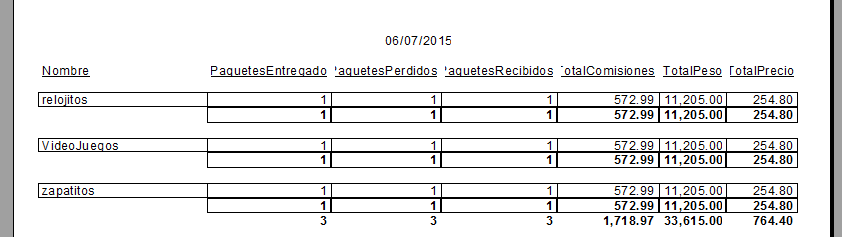 06/07/2015
Nombre PaquetesEntregado PaquetesPerdidos PaquetesRecibidos TotalComisiones TotalPeso TotalPrecio
relojitos 1 1 1 572.99 11,205.00 254.80
1 1 1 572.99 11,205.00 254.80
VideoJuegos 1 1 1 572.99 11,205.00 254.80
1 1 1 572.99 11,205.00 254.80
zapatitos 1 1 1 572.99 11,205.00 254.80
1 1 1 572.99 11,205.00 254.80
3 3 3 1,718.97 33,615.00 764.40